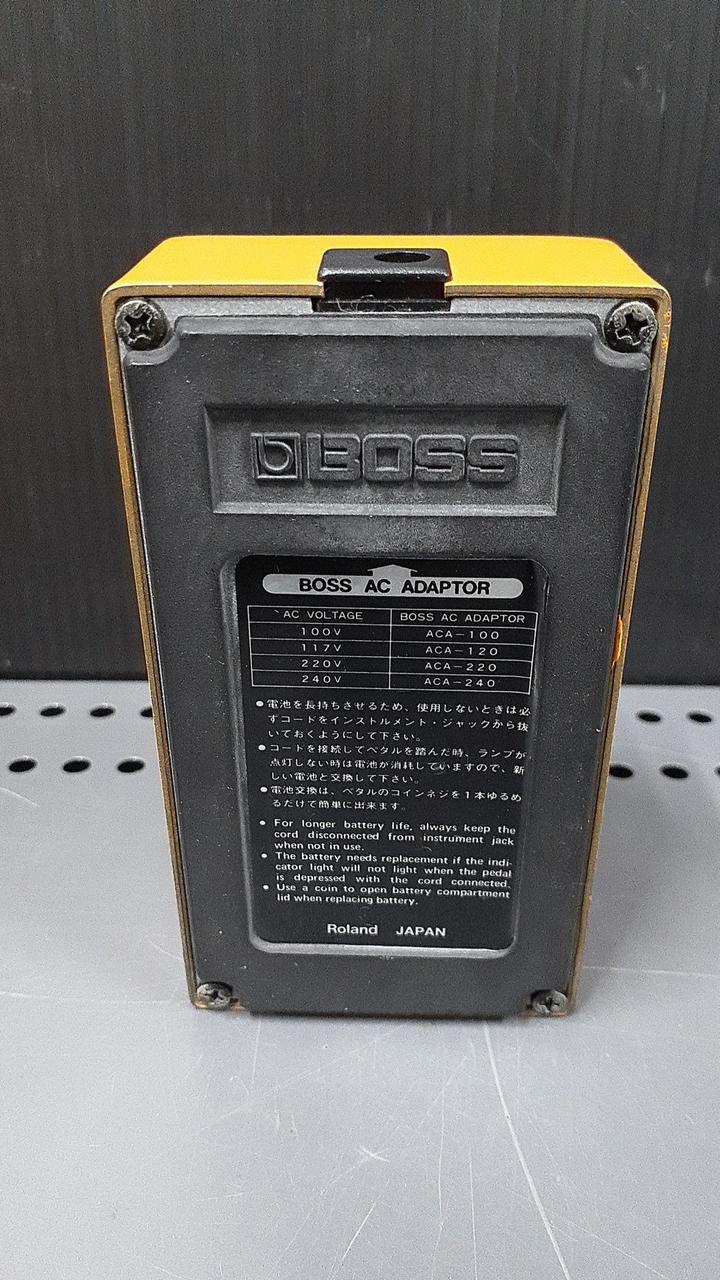 BOSS
BOSS AC ADAPTOR
AC VOLTAGE BOSS AC ADAPTOR
100V ACA-100
117V ACA-120
220V ACA-220
240V ACA-240
●電池を長持ちさせるため、使用しないときは必
ずコードをインストルメント・ジャックから抜
いておくようにして下さい。
●コードを接続してペタルを踏んだ時、ランプが
点灯しない時は電池が消耗していますので、新
しい電池と交換して下さい。
●電池交換は、ペタルのコインネジを1本ゆるめ
るだけで簡単に出来ます。
● For longer battery life, always keep the
cord disconnected from instrument jack
when not in use.
● The battery needs replacement if the indi-
cator light will not light when the pedal
is depressed with the cord connected.
● Use a coin to open battery compartment
lid when replacing battery.
Roland JAPAN